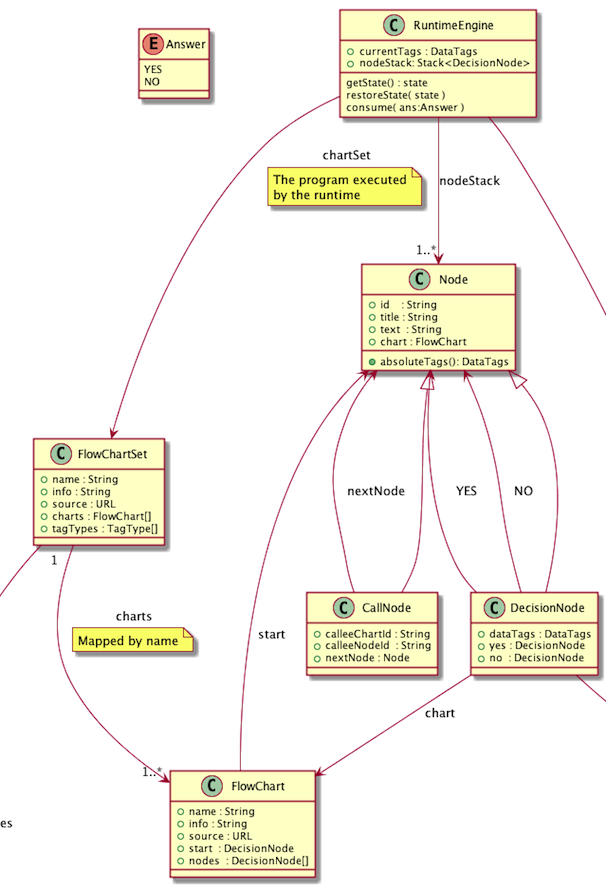 E Answer
YES
NO
C RuntimeEngine
currentTags : DataTags
nodeStack: Stack<DecisionNode>
getState() : state
restoreState( state )
consume( ans:Answer )
chartSet
The program executed
by the runtime
nodeStack
1..*
C Node
id : String
title : String
text : String
chart : FlowChart
absoluteTags(): DataTags
C FlowChartSet
name : String
info : String
source : URL
charts : FlowChart[]
tagTypes : TagType[]
1
nextNode
YES
NO
charts
Mapped by name
start
C CallNode
calleeChartId : String
calleeNodeId : String
nextNode : Node
C DecisionNode
dataTags : DataTags
yes : DecisionNode
no : DecisionNode
chart
1..*
C FlowChart
name : String
info : String
source : URL
start : DecisionNode
nodes : DecisionNode[]
es